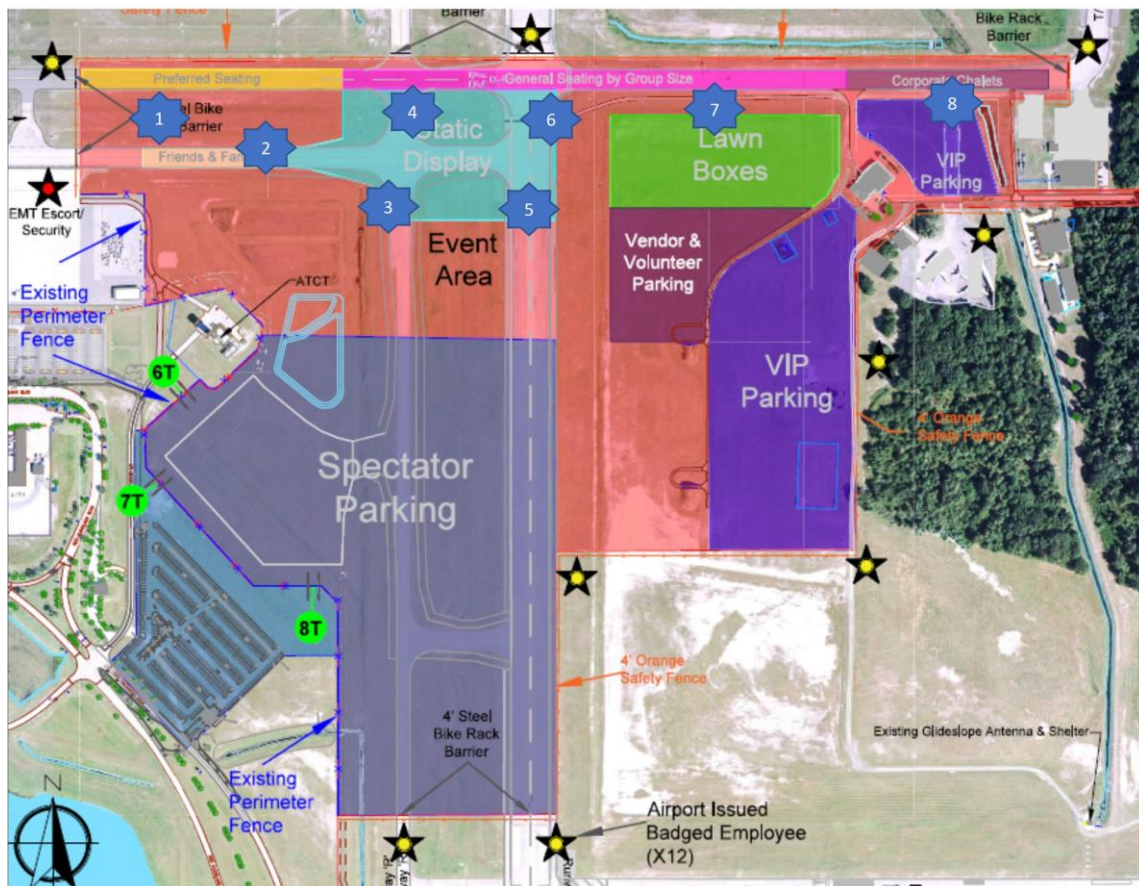 Safety Fence
Barrier
Bike Rack
Barrier
T/
Preferred Seating
General Seating by Group Size
Corporate Chalets
1
2
3
4
5
6
7
8
el Bike
Barrier
Friends & Fam
Static
Display
Lawn
Boxes
VIP
Parking
EMT Escort/
Security
Event
Area
Vendor &
Volunteer
Parking
ATCT
Existing
Perimeter
Fence
6T
VIP
Parking
4' Orange
Safety Fence
Spectator
Parking
7T
8T
4' Orange
Safety Fence
4' Steel
Bike Rack
Barrier
Existing Glideslope Antenna & Shelter
Existing
Perimeter
Fence
N
Airport Issued
Badged Employee
(X12)